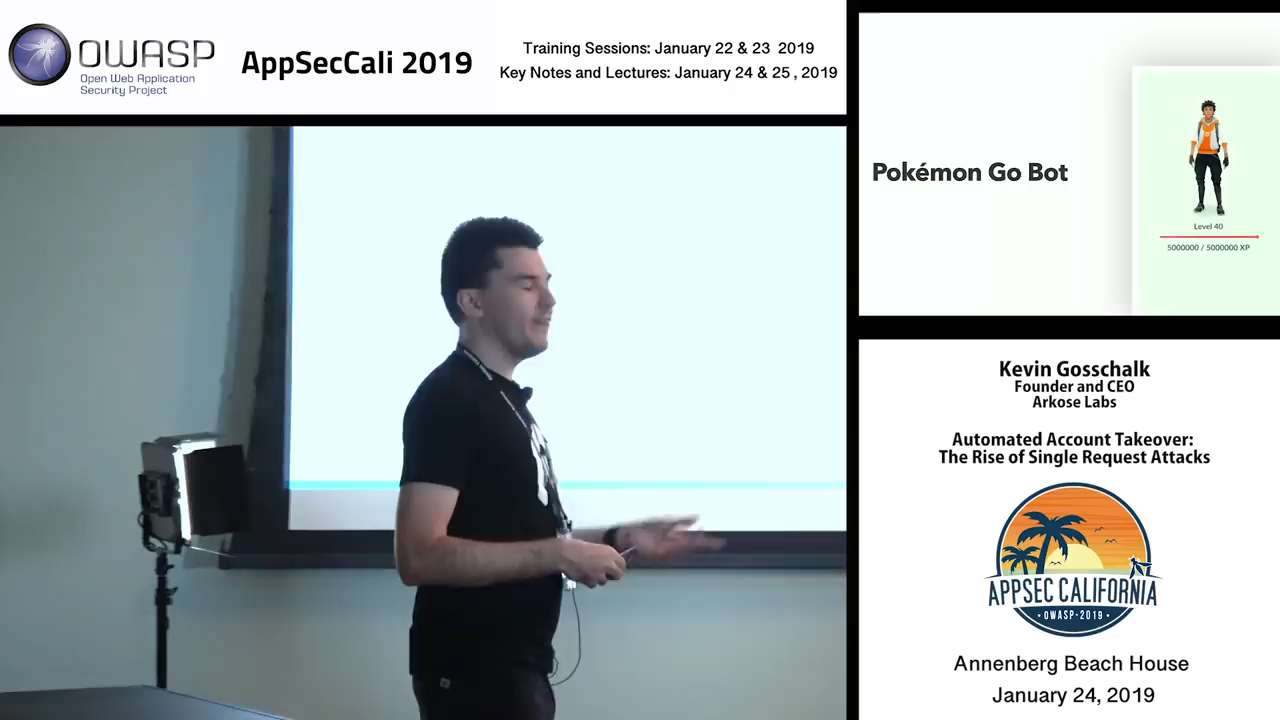 OWASP
Open Web Application
Security Project
AppSecCali 2019
Training Sessions: January 22 & 23 2019
Key Notes and Lectures: January 24 & 25 , 2019
Pokémon Go Bot
Level 40
5000000 / 5000000 XP
Kevin Gosschalk
Founder and CEO
Arkose Labs
Automated Account Takeover:
The Rise of Single Request Attacks
APPSEC CALIFORNIA
• OWASP-2019 •
Annenberg Beach House
January 24, 2019